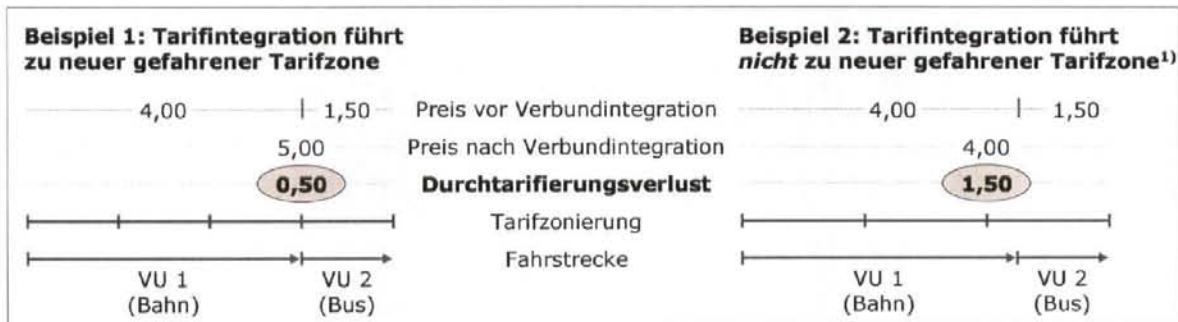 Beispiel 1: Tarifintegration führt
zu neuer gefahrener Tarifzone
Beispiel 2: Tarifintegration führt
nicht zu neuer gefahrener Tarifzone1)
4,00 1,50 Preis vor Verbundintegration 4,00 1,50
5,00 Preis nach Verbundintegration 4,00
0,50 Durchtarifierungsverlust 1,50
Tarifzonierung
Fahrstrecke
VU 1 VU 2 VU 1 VU 2
(Bahn) (Bus) (Bahn) (Bus)